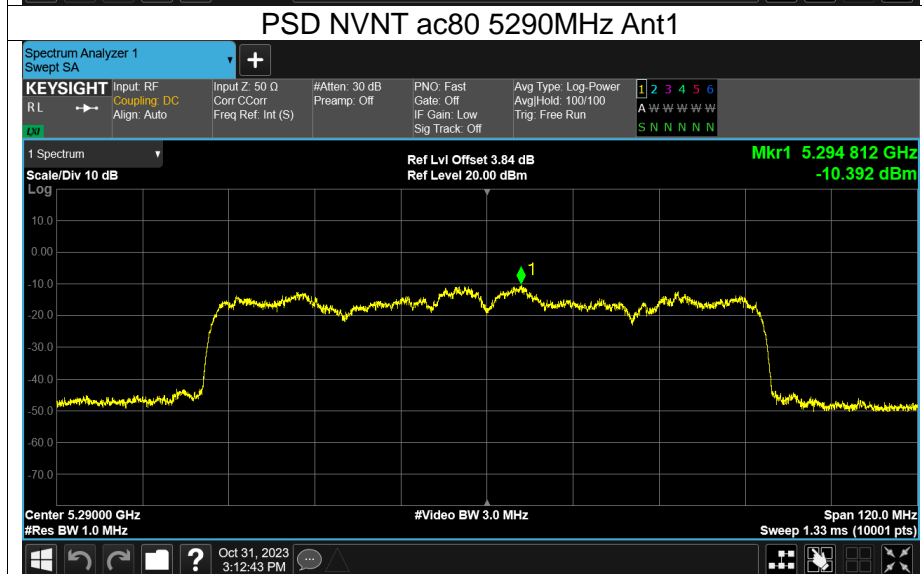 PSD NVNT ac80 5290MHz Ant1
Spectrum Analyzer 1
Swept SA
+
KEYSIGHT Input: RF Input Z: 50 Ω #Atten: 30 dB PNO: Fast Avg Type: Log-Power 1 2 3 4 5 6
R L Coupling: DC Corr CCorr Preamp: Off Gate: Off Avg|Hold: 100/100 A W W W W W
Align: Auto Freq Ref: Int (S) IF Gain: Low Trig: Free Run
LXI Sig Track: Off S N N N N N
1 Spectrum Ref Lvl Offset 3.84 dB Mkr1 5.294 812 GHz
Scale/Div 10 dB Ref Level 20.00 dBm -10.392 dBm
Log
10.0
0.00
1
-10.0
-20.0
-30.0
-40.0
-50.0
-60.0
-70.0
Center 5.29000 GHz #Video BW 3.0 MHz Span 120.0 MHz
#Res BW 1.0 MHz Sweep 1.33 ms (10001 pts)
? Oct 31, 2023
3:12:43 PM